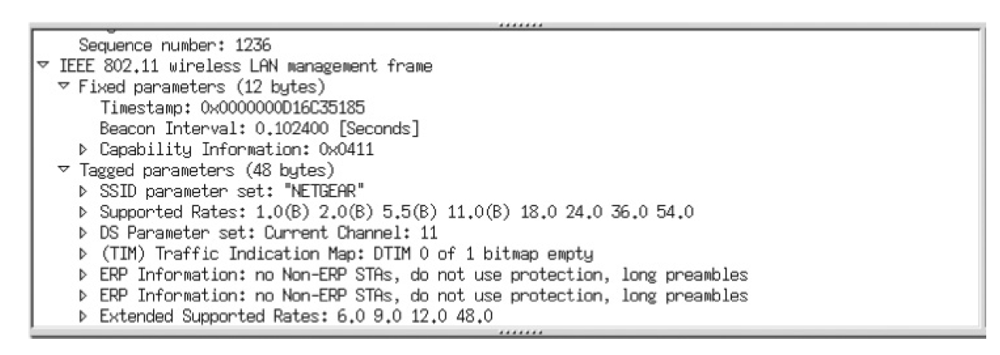 Sequence number: 1236
IEEE 802.11 wireless LAN management frame
Fixed parameters (12 bytes)
Timestamp: 0x0000000D16C35185
Beacon Interval: 0.102400 [Seconds]
Capability Information: 0x0411
Tagged parameters (48 bytes)
SSID parameter set: "NETGEAR"
Supported Rates: 1.0(B) 2.0(B) 5.5(B) 11.0(B) 18.0 24.0 36.0 54.0
DS Parameter set: Current Channel: 11
(TIM) Traffic Indication Map: DTIM 0 of 1 bitmap empty
ERP Information: no Non-ERP STAs, do not use protection, long preambles
ERP Information: no Non-ERP STAs, do not use protection, long preambles
Extended Supported Rates: 6.0 9.0 12.0 48.0